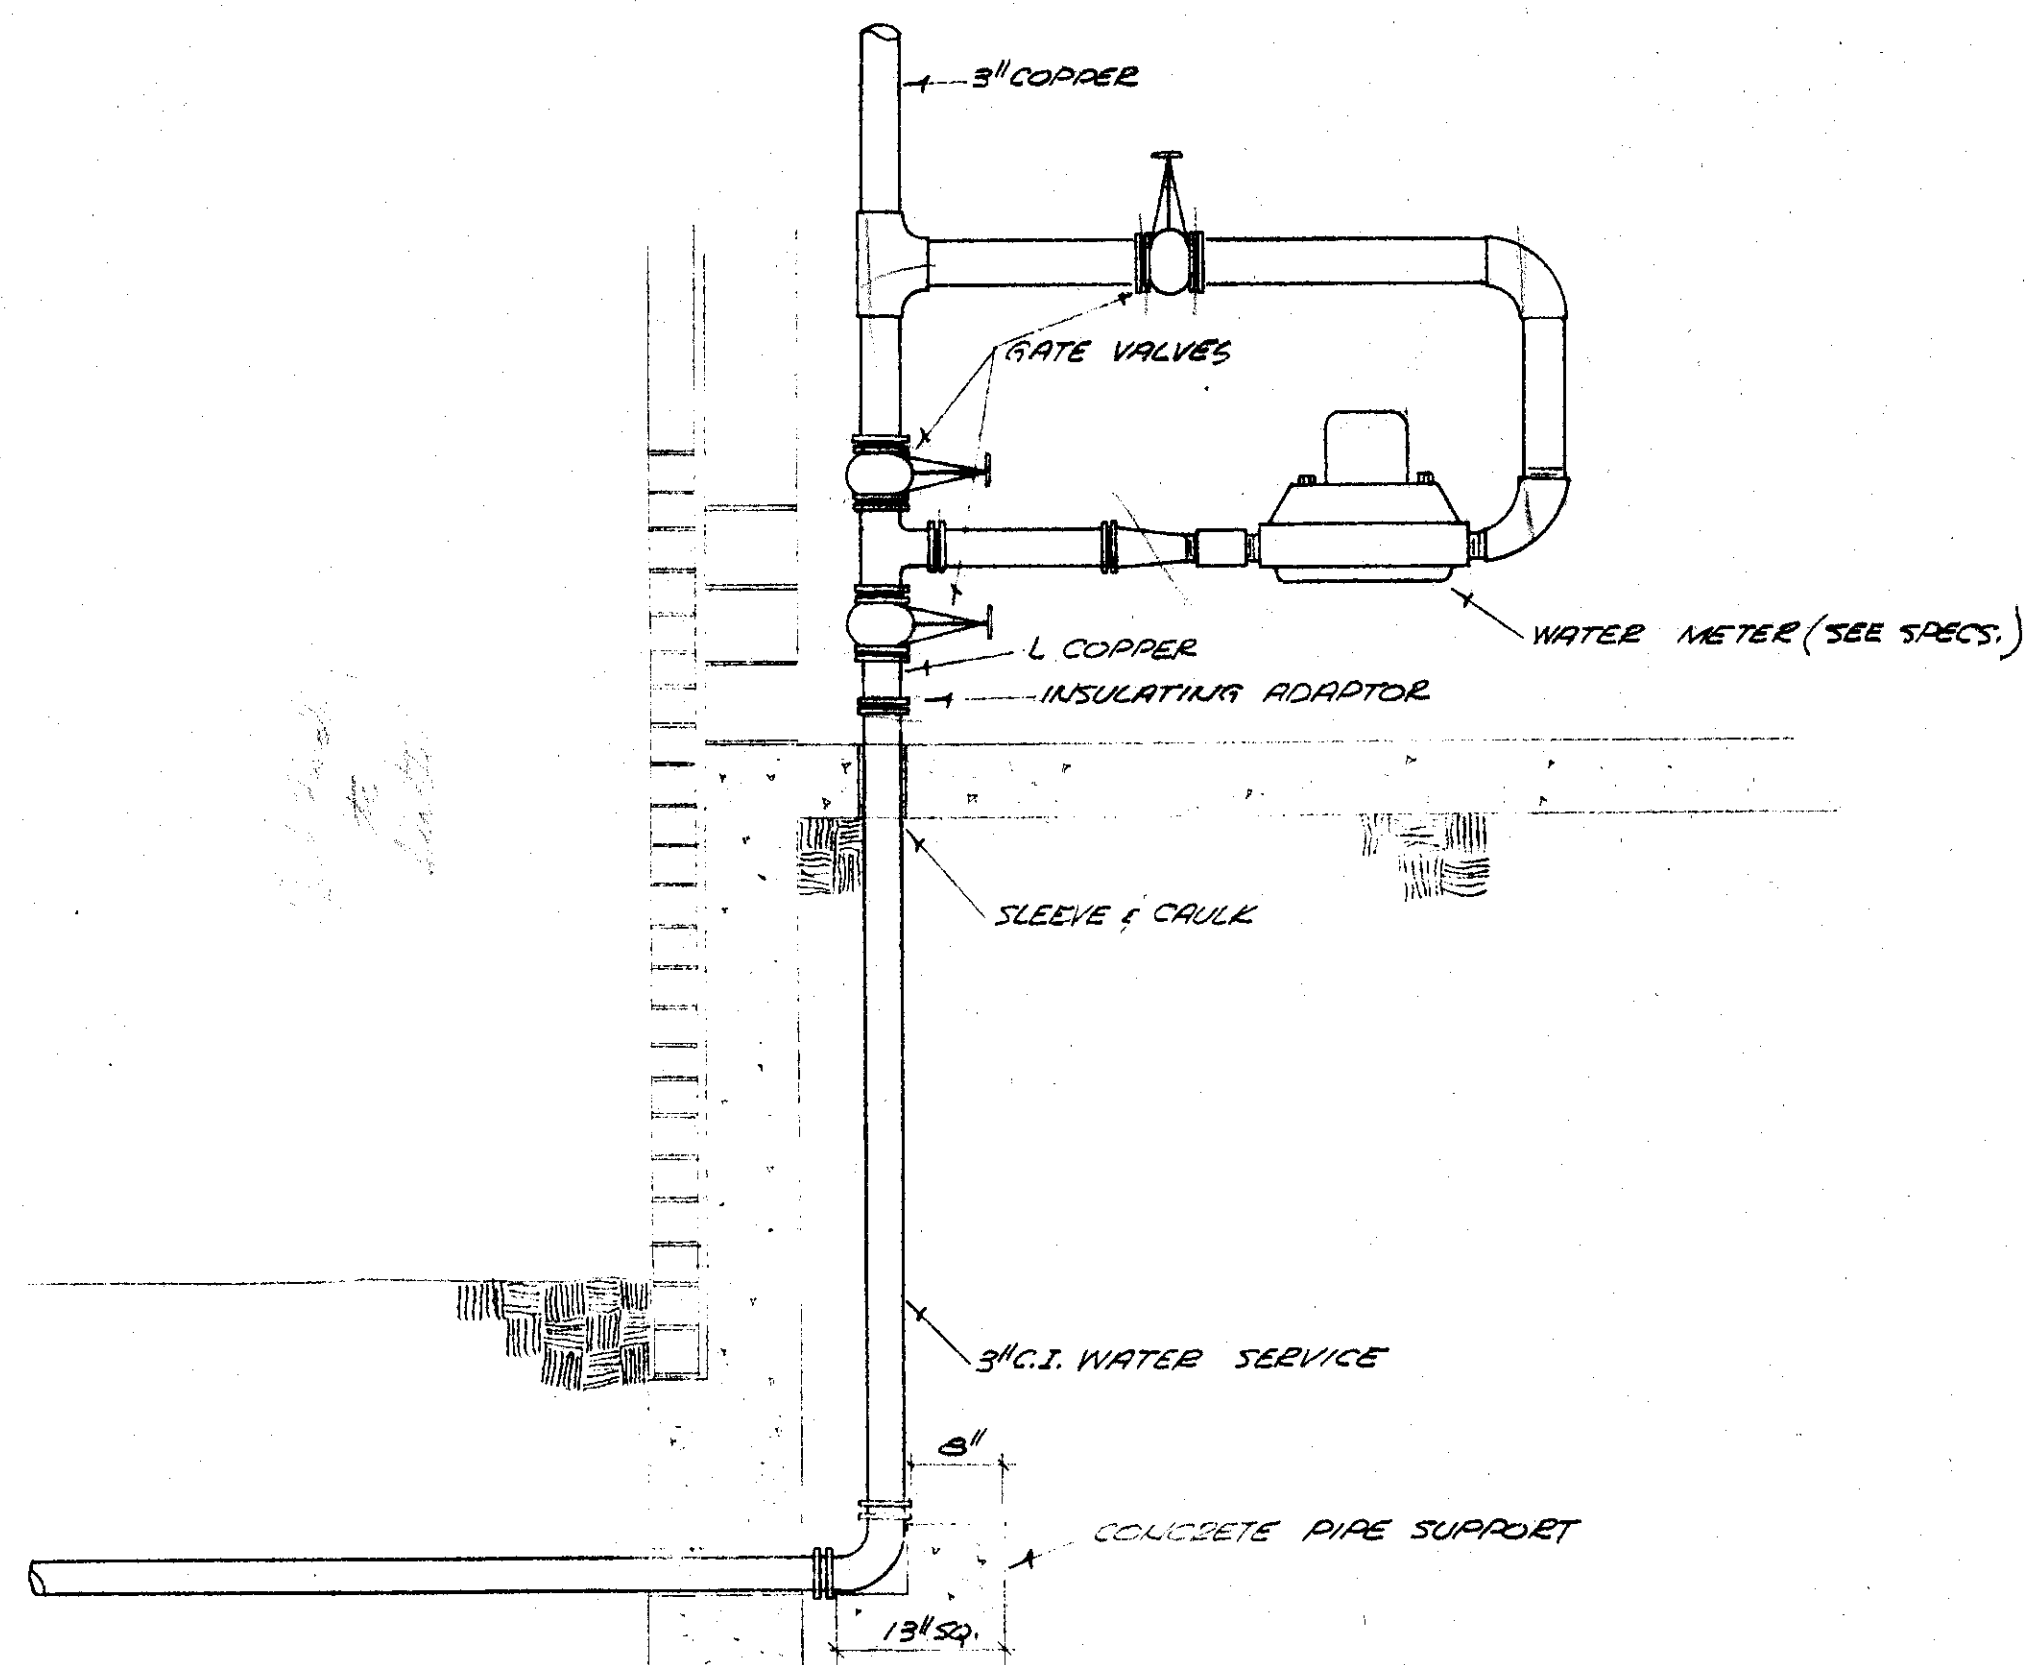 3" COPPER
GATE VALVES
WATER METER (SEE SPECS.)
L COPPER
INSULATING ADAPTOR
SLEEVE & CAULK
3" C.I. WATER SERVICE
8"
CONCRETE PIPE SUPPORT
13" SQ.